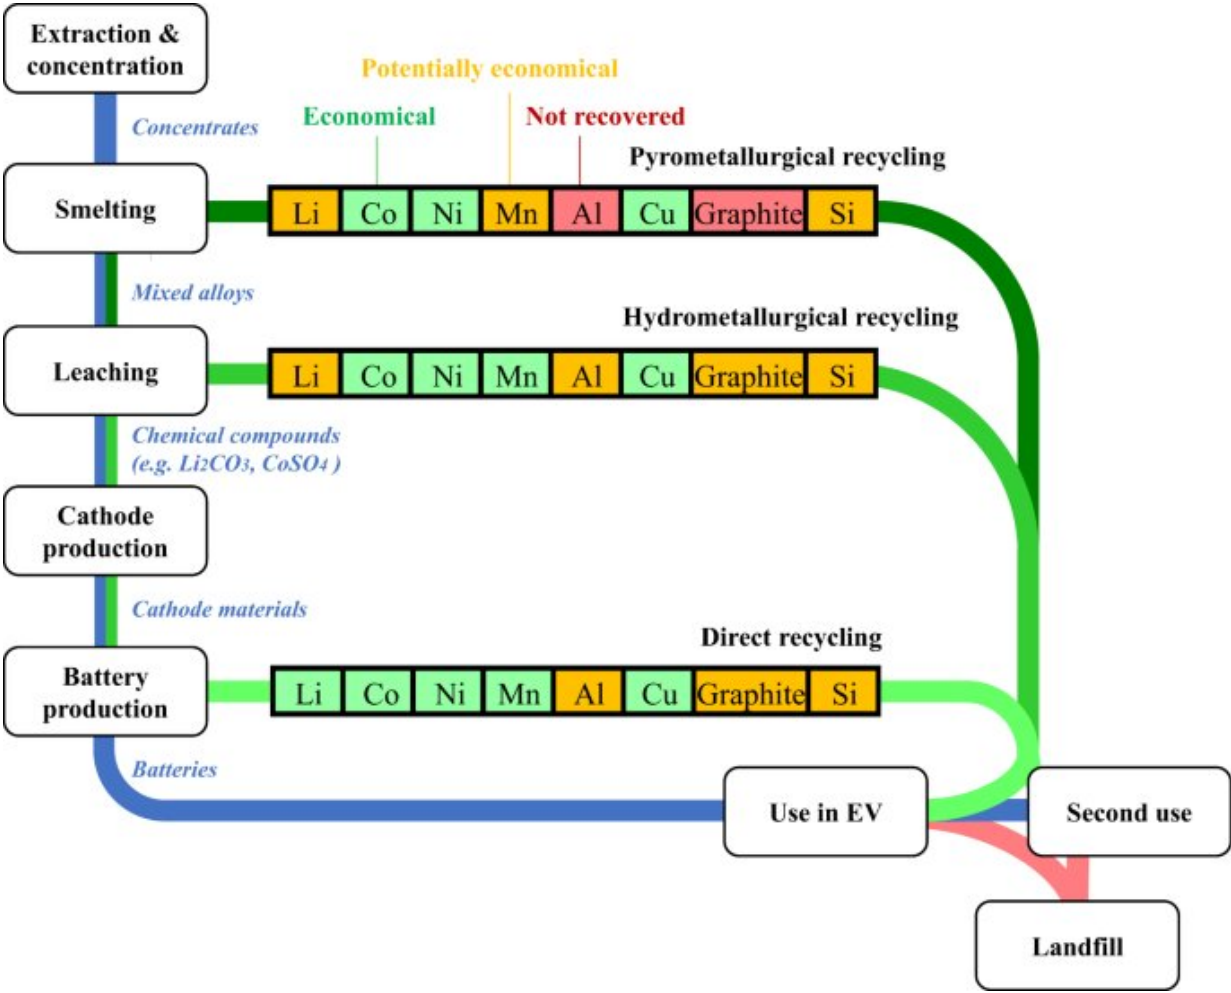 Extraction &
concentration
Concentrates
Potentially economical
Economical
Not recovered
Pyrometallurgical recycling
Smelting
Li Co Ni Mn Al Cu Graphite Si
Mixed alloys
Hydrometallurgical recycling
Leaching
Li Co Ni Mn Al Cu Graphite Si
Chemical compounds
(e.g. Li2CO3, CoSO4 )
Cathode
production
Cathode materials
Direct recycling
Battery
production
Li Co Ni Mn Al Cu Graphite Si
Batteries
Use in EV
Second use
Landfill